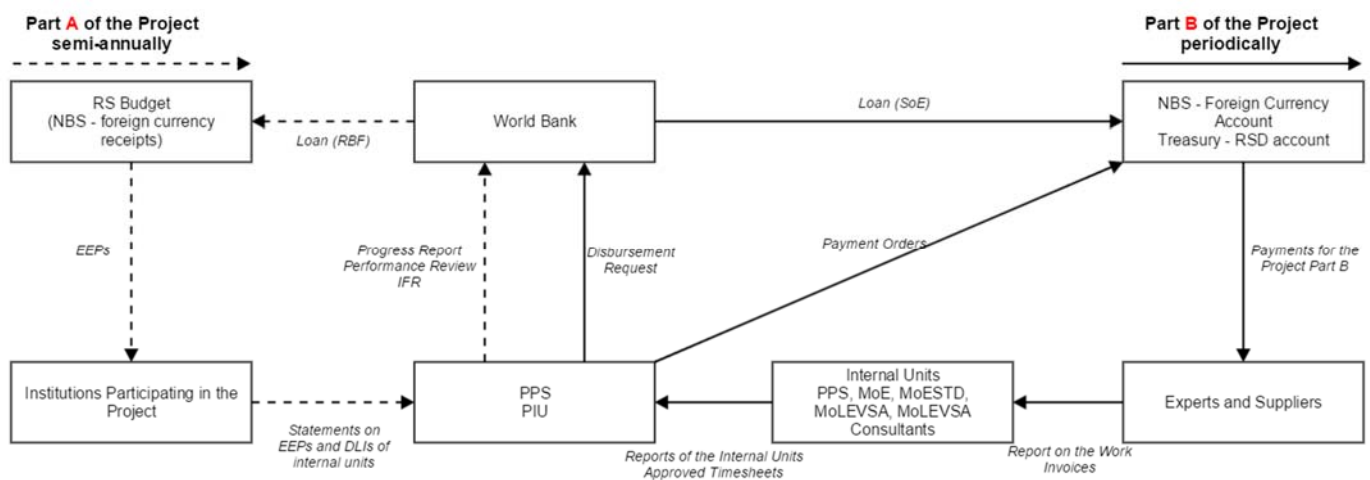 Part A of the Project
semi-annually
Part B of the Project
periodically
RS Budget
(NBS - foreign currency
receipts)
Loan (RBF)
World Bank
Loan (SoE)
NBS - Foreign Currency
Account
Treasury - RSD account
EEPs
Progress Report
Performance Review
IFR
Disbursement
Request
Payment Orders
Payments for the
Project Part B
Institutions Participating in the
Project
Statements on
EEPs and DLIs of
internal units
PPS
PIU
Reports of the Internal Units
Approved Timesheets
Internal Units
PPS, MoE, MoESTD,
MoLEVSA, MoLEVSA
Consultants
Report on the Work
Invoices
Experts and Suppliers